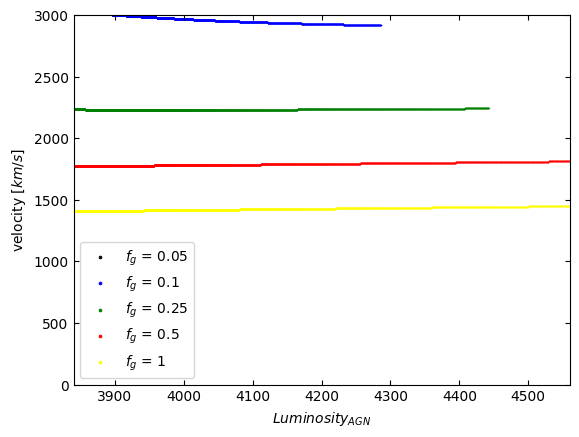 3000
2500
2000
1500
1000
500
0
velocity [km/s]
f_g = 0.05
f_g = 0.1
f_g = 0.25
f_g = 0.5
f_g = 1
3900 4000 4100 4200 4300 4400 4500
Luminosity_AGN